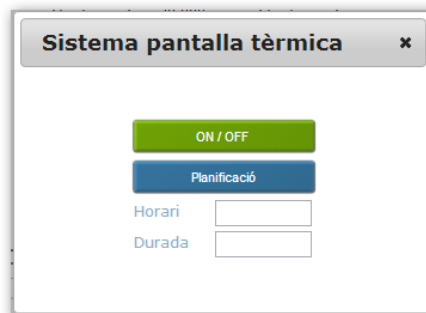 Sistema pantalla tèrmica
ON / OFF
Planificació
Horari
Durada